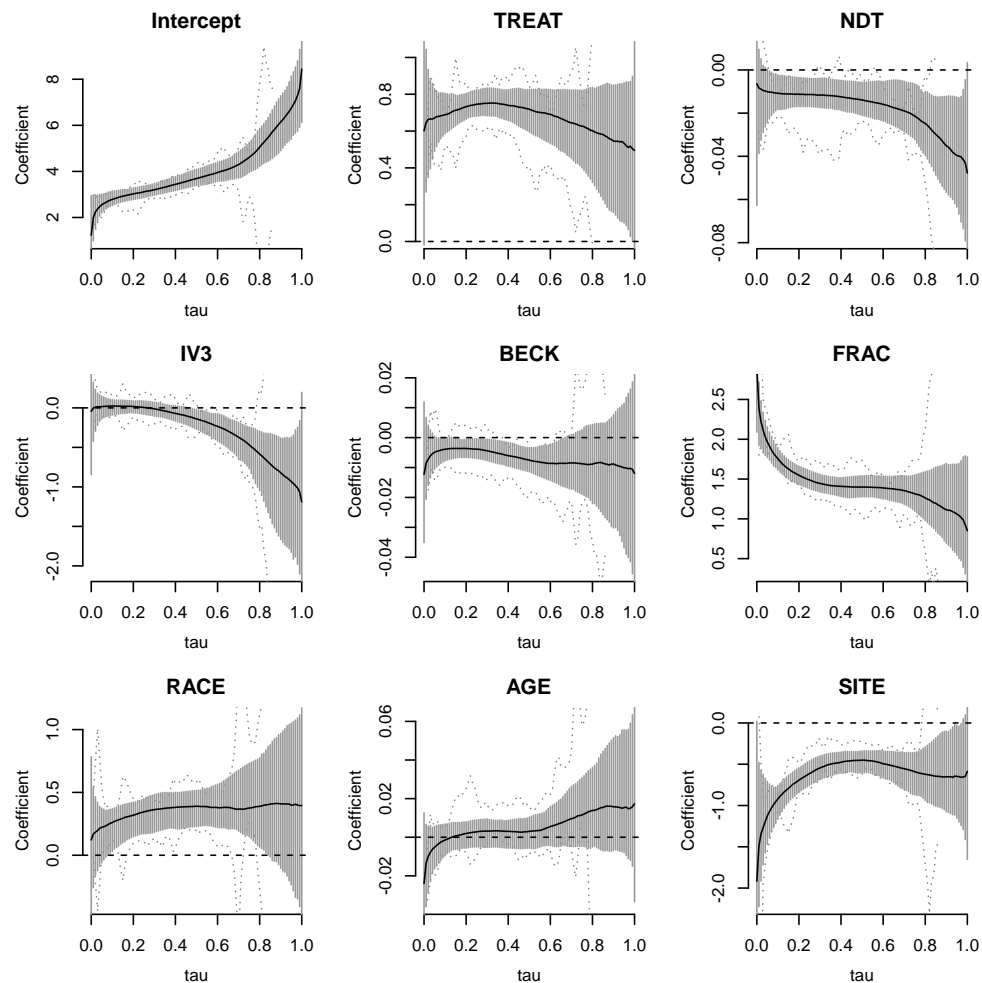 Intercept
Coefficient
2 4 6 8
0.0 0.2 0.4 0.6 0.8 1.0
tau
TREAT
Coefficient
0.0 0.4 0.8
0.0 0.2 0.4 0.6 0.8 1.0
tau
NDT
Coefficient
-0.08 -0.04 0.00
0.0 0.2 0.4 0.6 0.8 1.0
tau
IV3
Coefficient
-2.0 -1.0 0.0
0.0 0.2 0.4 0.6 0.8 1.0
tau
BECK
Coefficient
-0.04 -0.02 0.00 0.02
0.0 0.2 0.4 0.6 0.8 1.0
tau
FRAC
Coefficient
0.5 1.0 1.5 2.0 2.5
0.0 0.2 0.4 0.6 0.8 1.0
tau
RACE
Coefficient
0.0 0.5 1.0
0.0 0.2 0.4 0.6 0.8 1.0
tau
AGE
Coefficient
-0.02 0.02 0.06
0.0 0.2 0.4 0.6 0.8 1.0
tau
SITE
Coefficient
-2.0 -1.0 0.0
0.0 0.2 0.4 0.6 0.8 1.0
tau